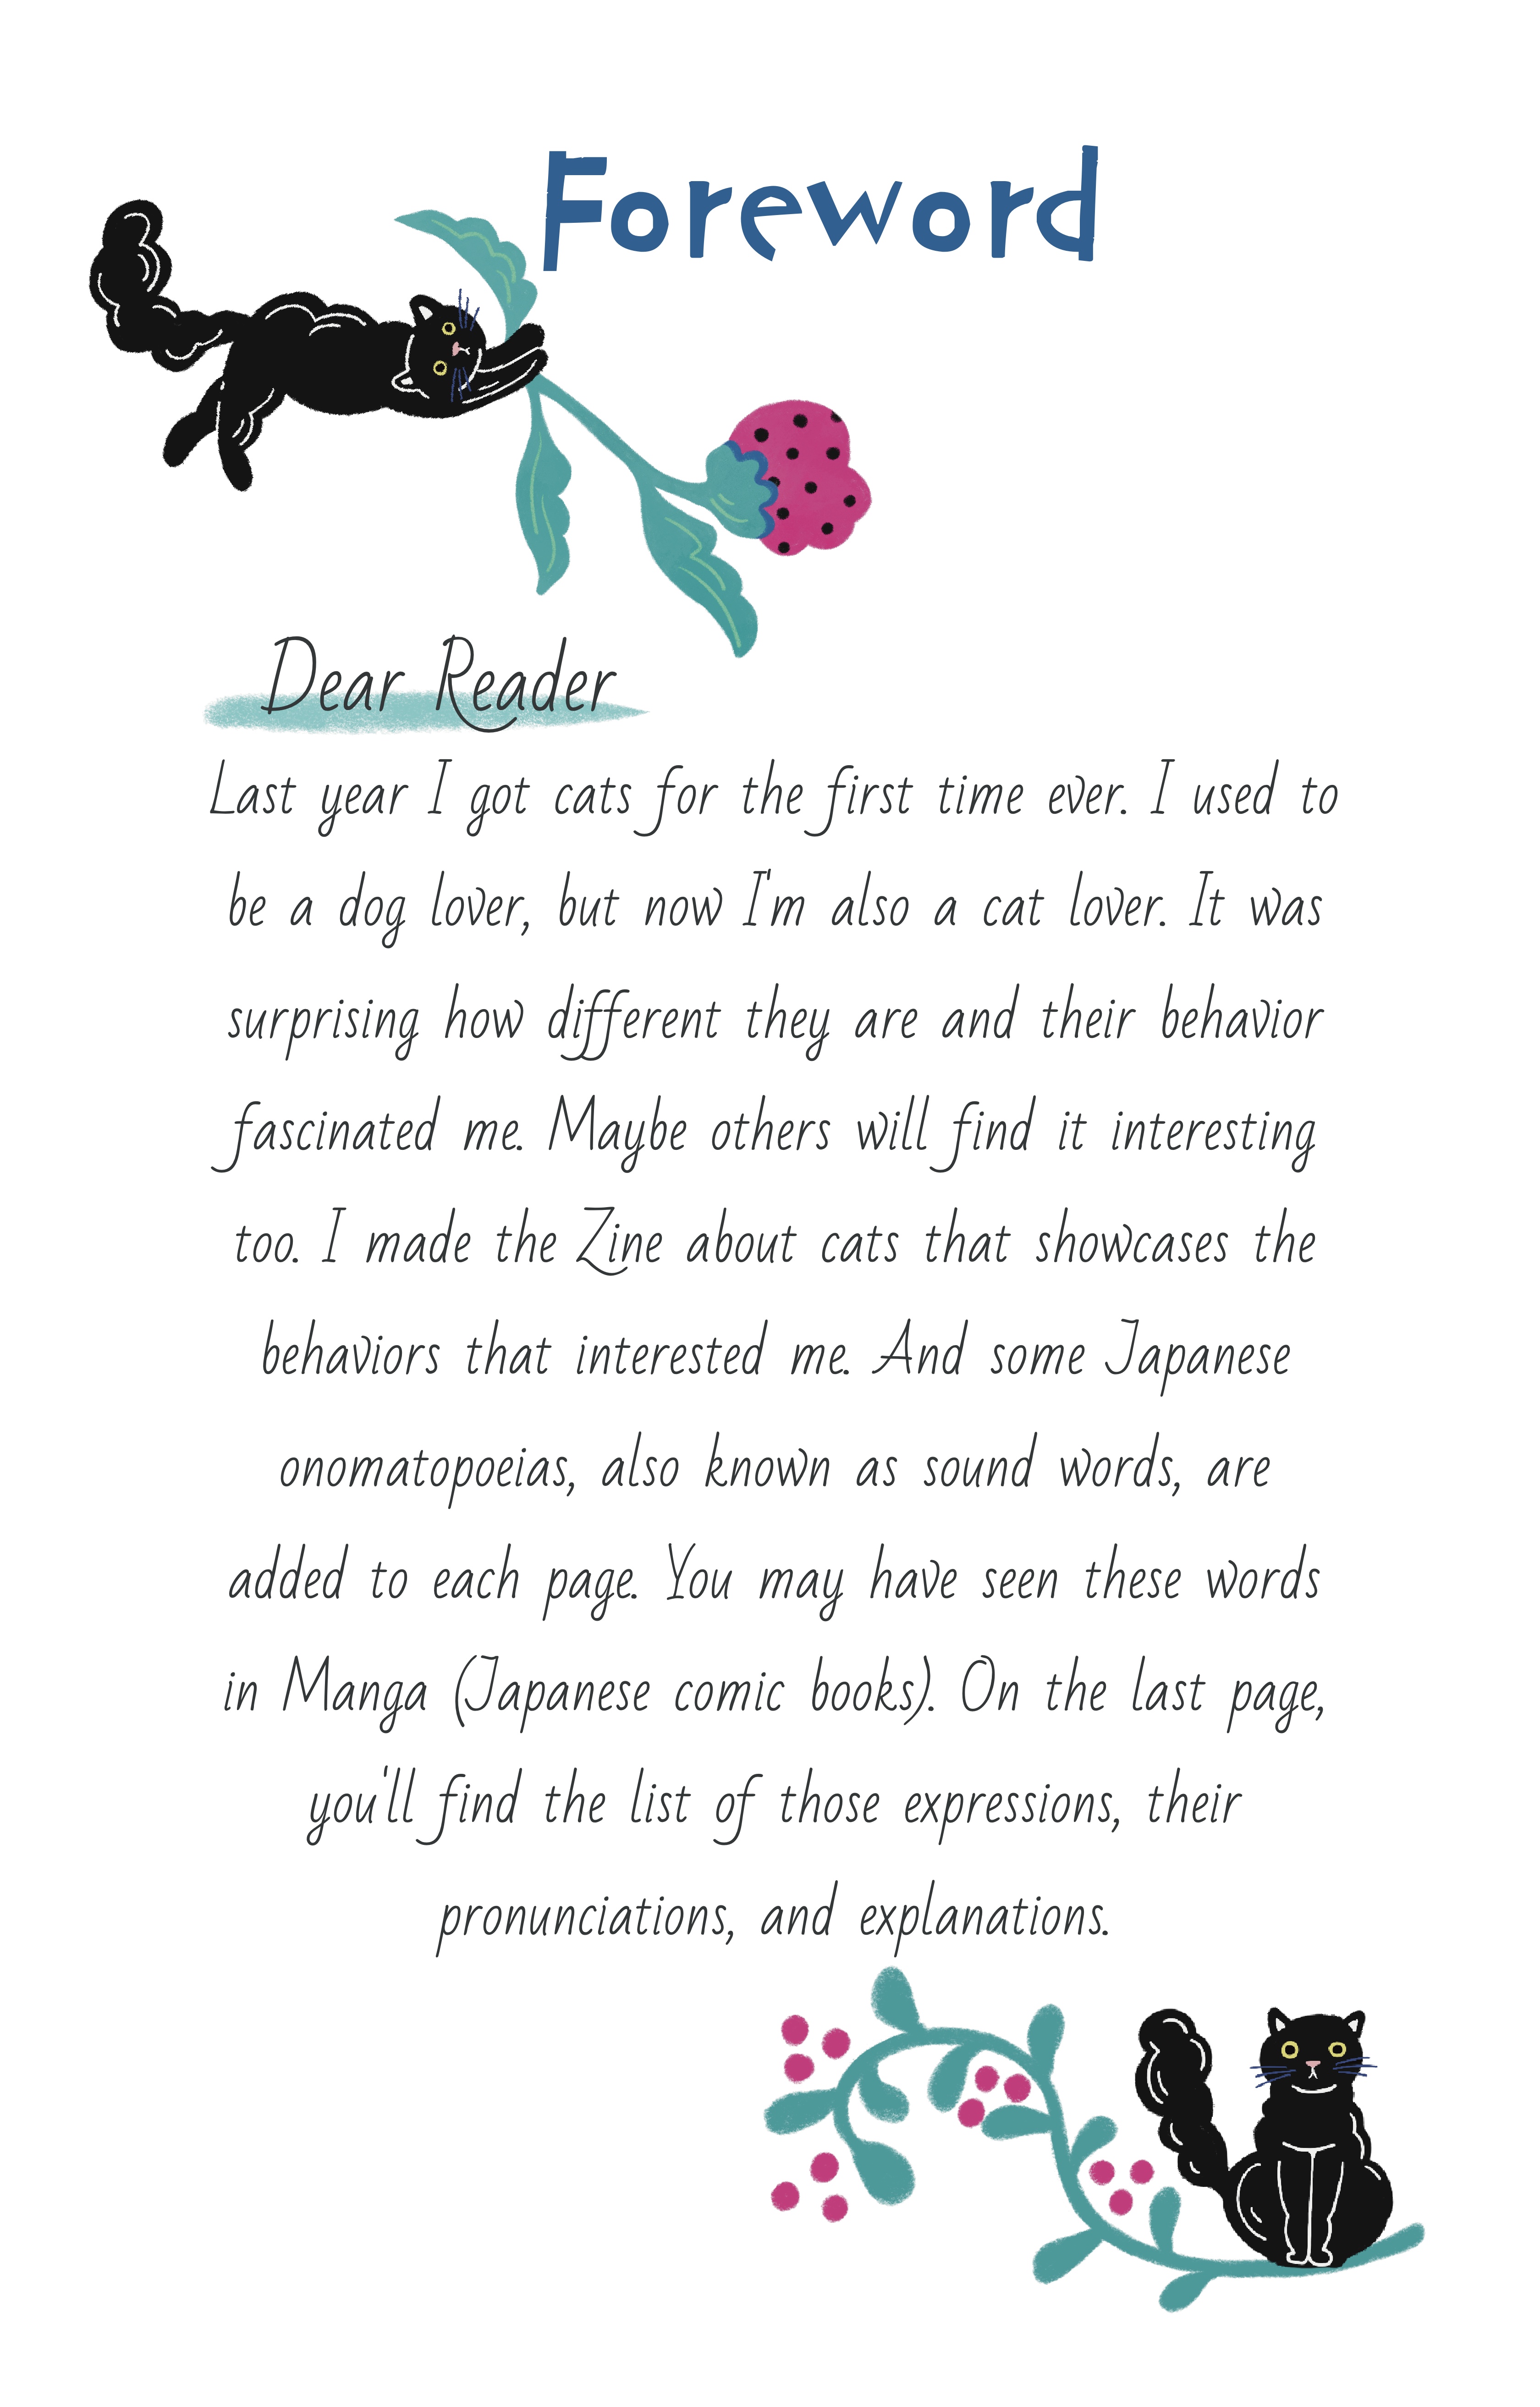 Foreword
Dear Reader
Last year I got cats for the first time ever. I used to
be a dog lover, but now I'm also a cat lover. It was
surprising how different they are and their behavior
fascinated me. Maybe others will find it interesting
too. I made the Zine about cats that showcases the
behaviors that interested me. And some Japanese
onomatopoeias, also known as sound words, are
added to each page. You may have seen these words
in Manga (Japanese comic books). On the last page,
you'll find the list of those expressions, their
pronunciations, and explanations.